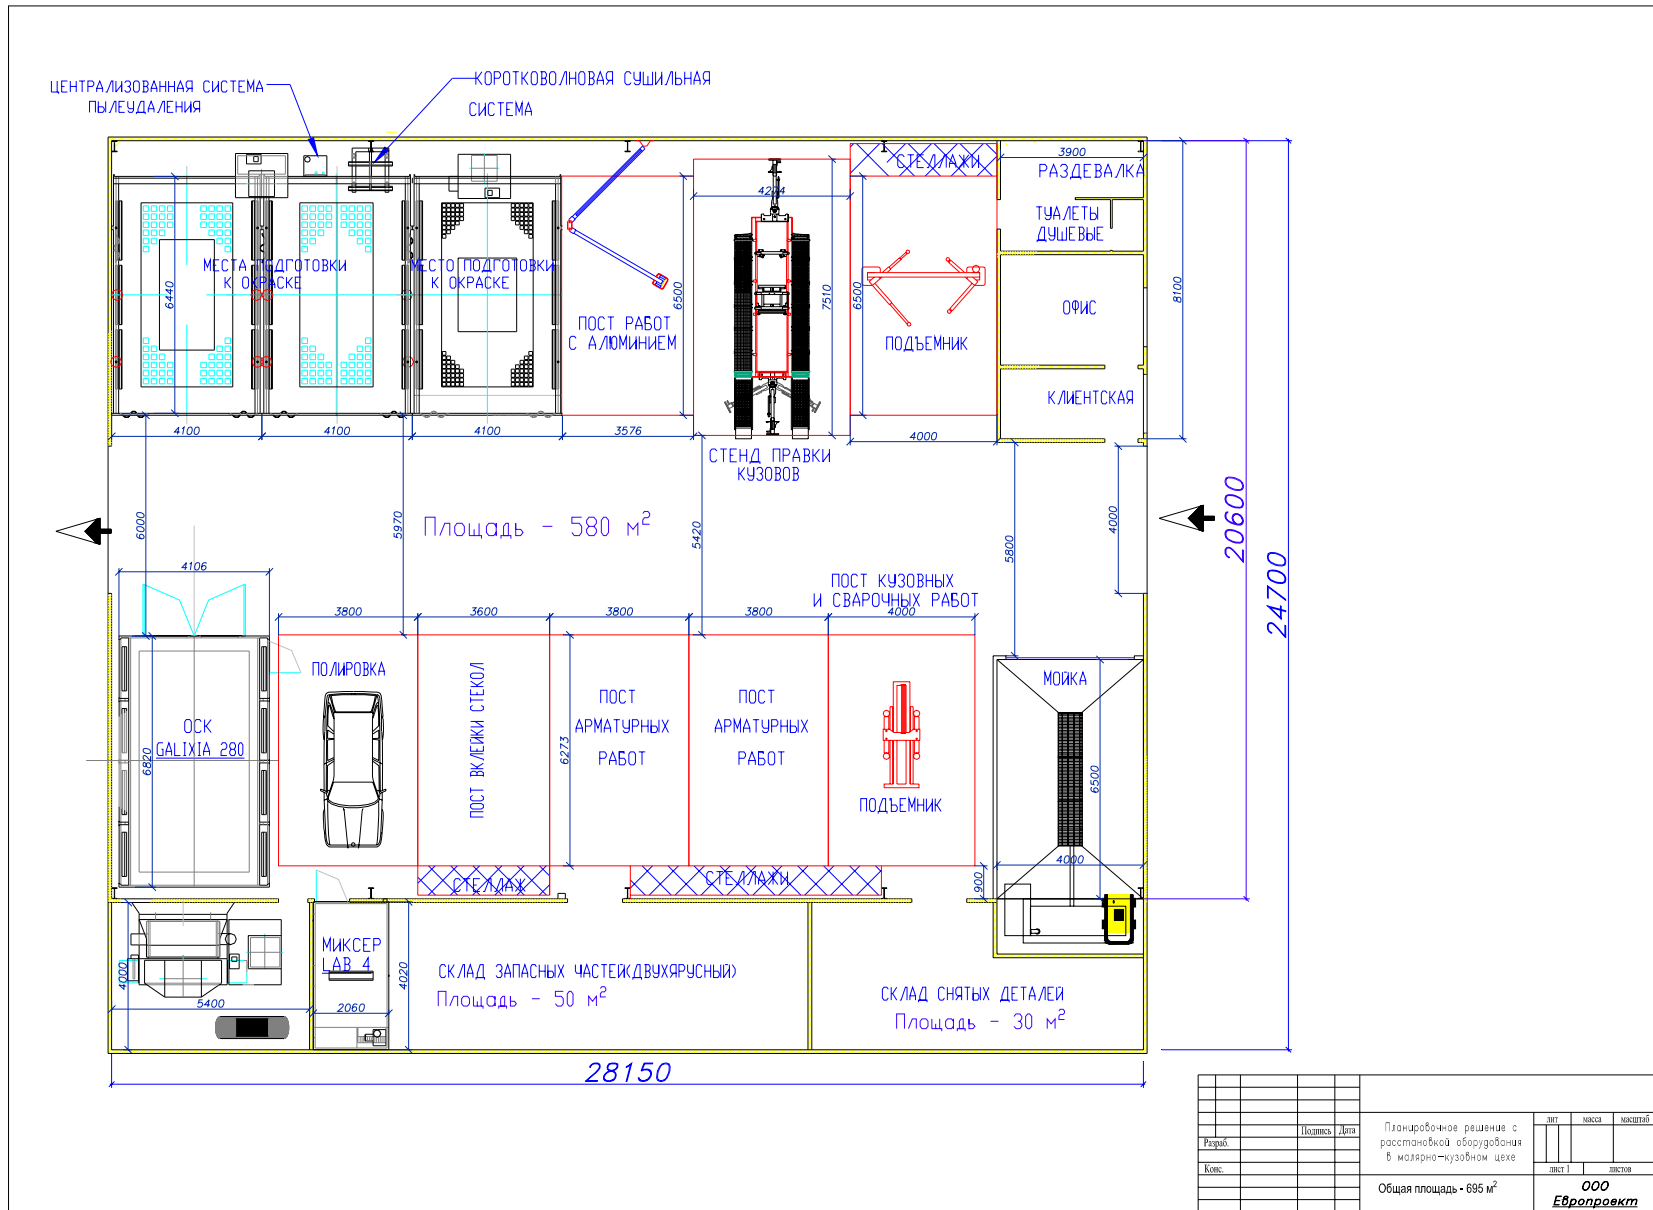 ЦЕНТРАЛИЗОВАННАЯ СИСТЕМА
ПЫЛЕУДАЛЕНИЯ
КОРОТКОВОЛНОВАЯ СУШИЛЬНАЯ
СИСТЕМА
СТЕЛЛАЖИ
3900
РАЗДЕВАЛКА
4274
ТУАЛЕТЫ
ДУШЕВЫЕ
МЕСТА ПОДГОТОВКИ
К ОКРАСКЕ
МЕСТО ПОДГОТОВКИ
К ОКРАСКЕ
6440
6500
7510
6500
8100
ПОСТ РАБОТ
С АЛЮМИНИЕМ
ПОДЪЕМНИК
ОФИС
КЛИЕНТСКАЯ
4100
4100
4100
3576
4000
СТЕНД ПРАВКИ
КУЗОВОВ
6000
5970
Площадь - 580 м²
5420
5800
4000
20600
24700
4106
ПОСТ КУЗОВНЫХ
И СВАРОЧНЫХ РАБОТ
3800
3600
3800
3800
4000
ПОЛИРОВКА
ПОСТ ВКЛЕЙКИ СТЕКОЛ
ПОСТ
АРМАТУРНЫХ
РАБОТ
ПОСТ
АРМАТУРНЫХ
РАБОТ
МОЙКА
ОСК
GALIXIA 280
6820
6273
6500
ПОДЪЕМНИК
4000
900
СТЕЛЛАЖ
СТЕЛЛАЖИ
МИКСЕР
LAB 4
4000
4020
5400
2060
СКЛАД ЗАПАСНЫХ ЧАСТЕЙ(ДВУХЯРУСНЫЙ)
Площадь - 50 м²
СКЛАД СНЯТЫХ ДЕТАЛЕЙ
Площадь - 30 м²
28150
Подпись Дата
Разраб.
Конс.
Планировочное решение с
расстановкой оборудования
в малярно-кузовном цехе
лит масса масштаб
лист 1 листов
Общая площадь - 695 м²
ООО
Европроект